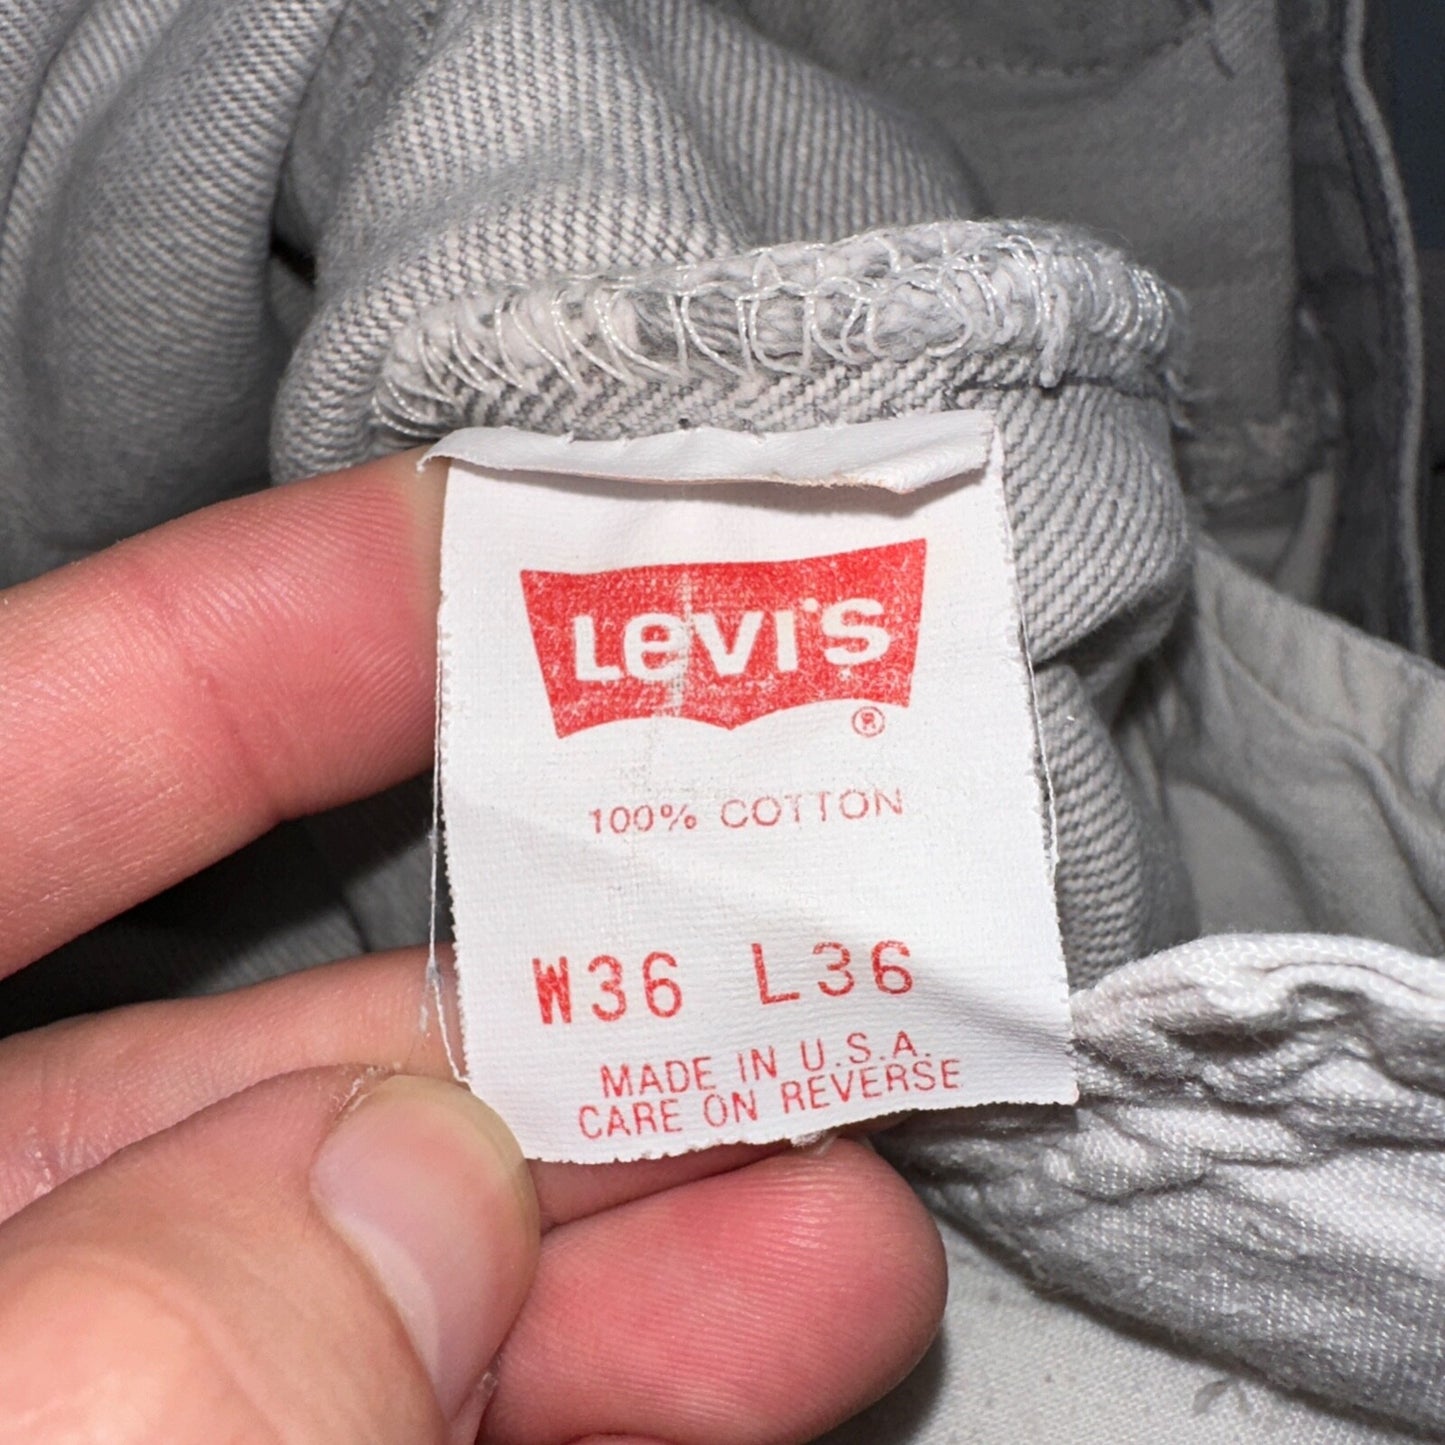 LEVI'S
®
100% COTTON
W36 L36
MADE IN U.S.A.
CARE ON REVERSE